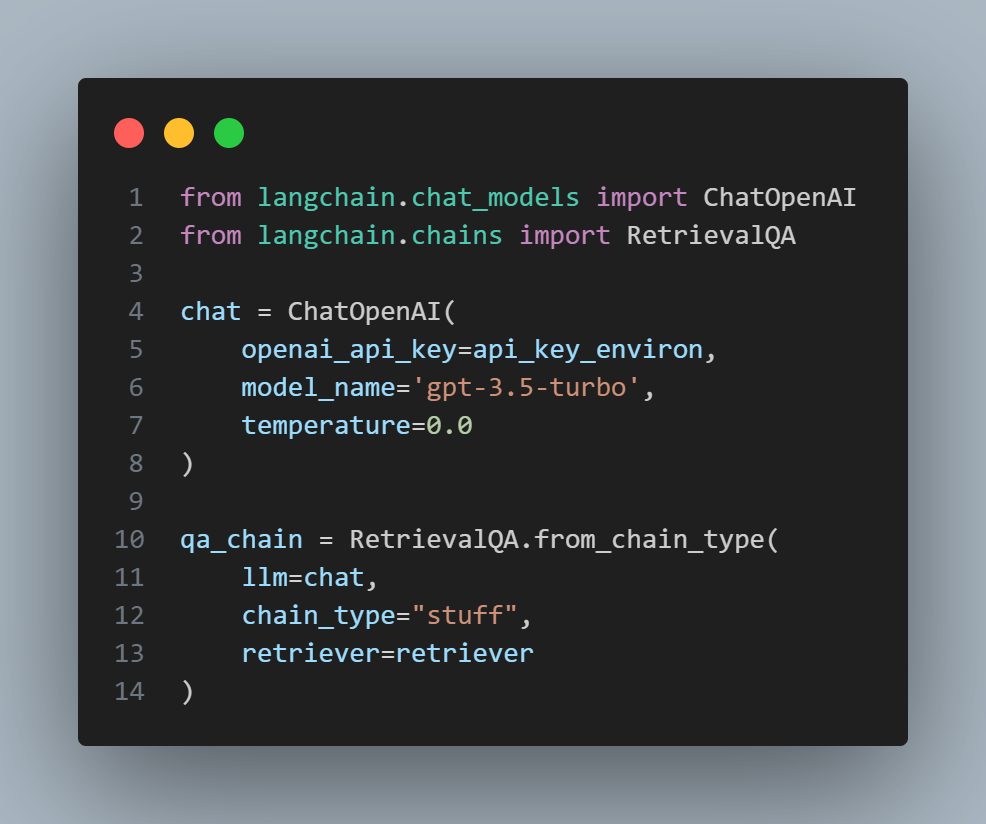 1 from langchain.chat_models import ChatOpenAI
2 from langchain.chains import RetrievalQA
3
4 chat = ChatOpenAI(
5     openai_api_key=api_key_environ,
6     model_name='gpt-3.5-turbo',
7     temperature=0.0
8 )
9
10 qa_chain = RetrievalQA.from_chain_type(
11     llm=chat,
12     chain_type="stuff",
13     retriever=retriever
14 )